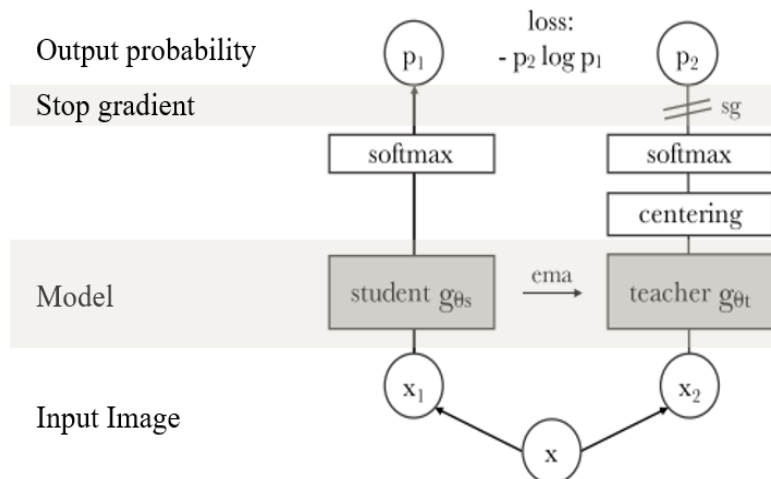 Output probability
p₁
loss:
- p₂ log p₁
p₂
Stop gradient
sg
softmax
softmax
centering
Model
student gθs
ema
teacher gθt
x₁
x₂
Input Image
x